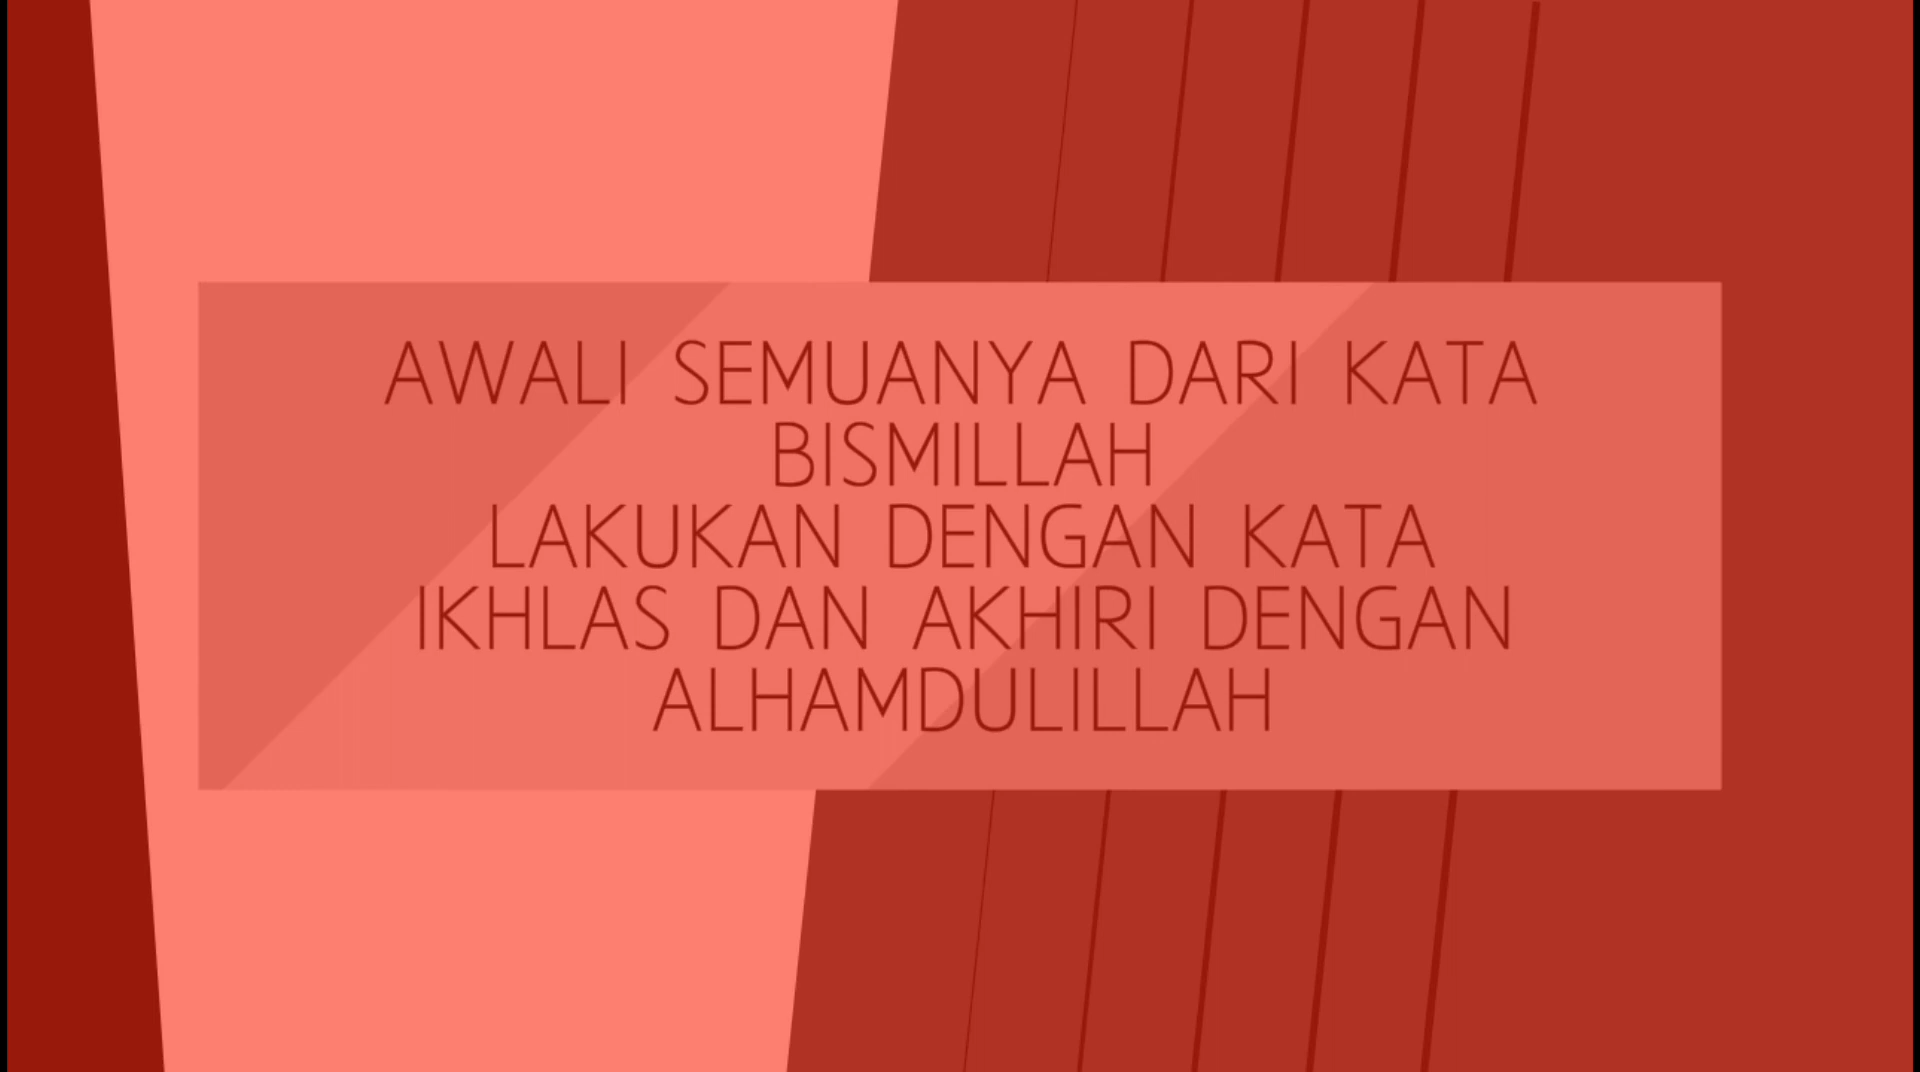 AWALI SEMUANYA DARI KATA
BISMILLAH
LAKUKAN DENGAN KATA
IKHLAS DAN AKHIRI DENGAN
ALHAMDULILLAH